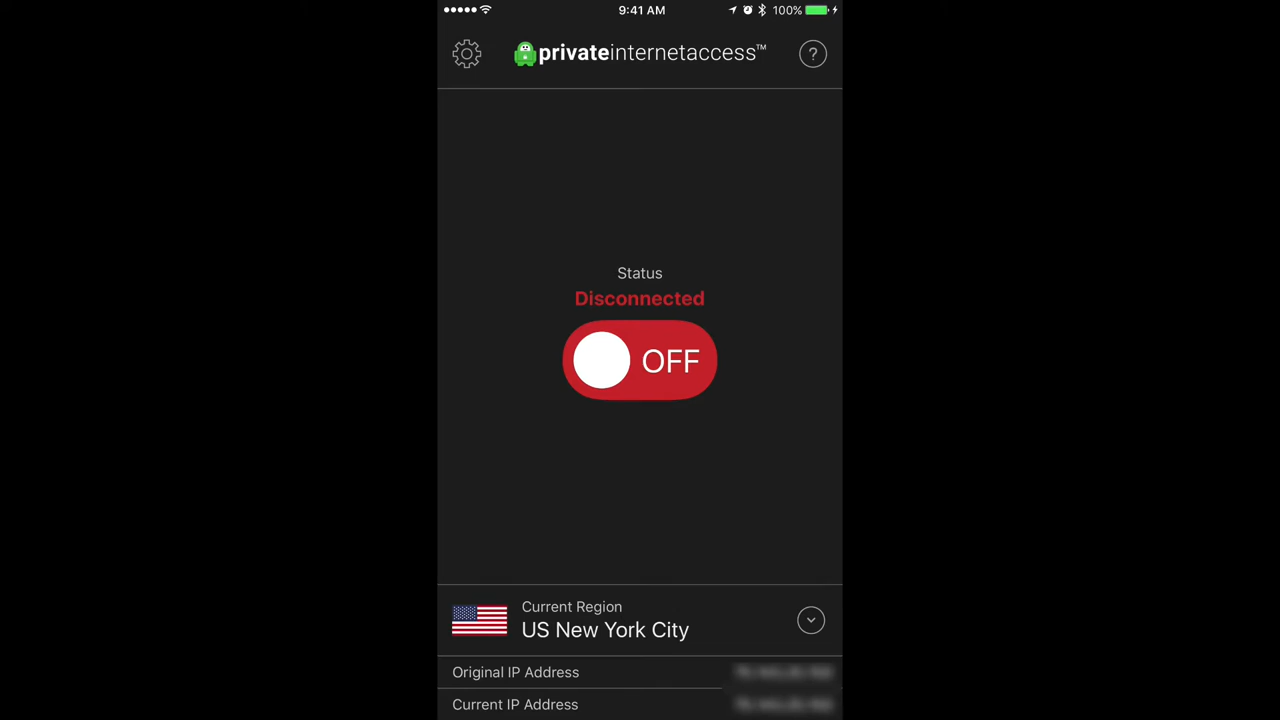 9:41 AM 100%
privateinternetaccess™ ?
Status
Disconnected
OFF
Current Region
US New York City
Original IP Address
Current IP Address